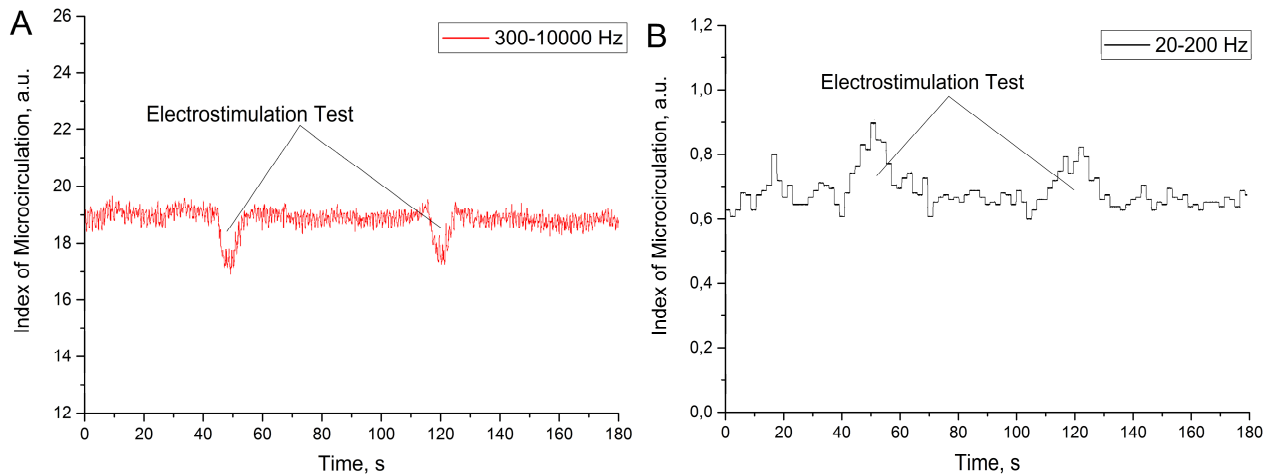 A
300-10000 Hz
Electrostimulation Test
Index of Microcirculation, a.u.
26
24
22
20
18
16
14
12
0 20 40 60 80 100 120 140 160 180
Time, s
B
20-200 Hz
Electrostimulation Test
Index of Microcirculation, a.u.
1,2
1,0
0,8
0,6
0,4
0,2
0,0
0 20 40 60 80 100 120 140 160 180
Time, s